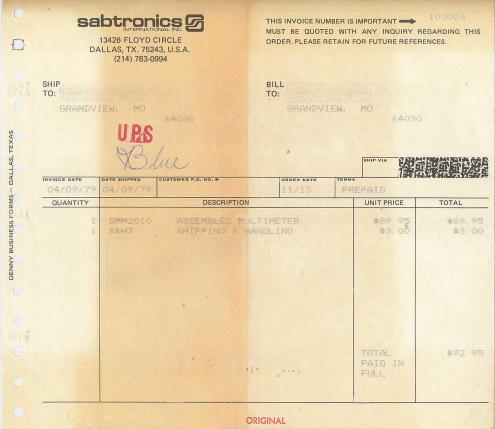 sabtronics
INTERNATIONAL INC.
13426 FLOYD CIRCLE
DALLAS, TX. 75243, U.S.A.
(214) 783-0994
THIS INVOICE NUMBER IS IMPORTANT 100003
MUST BE QUOTED WITH ANY INQUIRY REGARDING THIS
ORDER. PLEASE RETAIN FOR FUTURE REFERENCES.
SHIP TO:
GRANDVIEW, MO
64030
BILL TO:
GRANDVIEW, MO
64030
UPS
Blue
SHIP VIA
INVOICE DATE DATE SHIPPED CUSTOMER P.O. NO. # ORDER DATE TERMS
04/09/79 04/09/79 11/13 PREPAID
QUANTITY DESCRIPTION UNIT PRICE TOTAL
1 DMM2010 ASSEMBLED MULTIMETER $89.95 $89.95
1 S&H7 SHIPPING & HANDLING $3.00 $3.00
TOTAL $92.95
PAID IN
FULL
ORIGINAL
DENNY BUSINESS FORMS — DALLAS, TEXAS